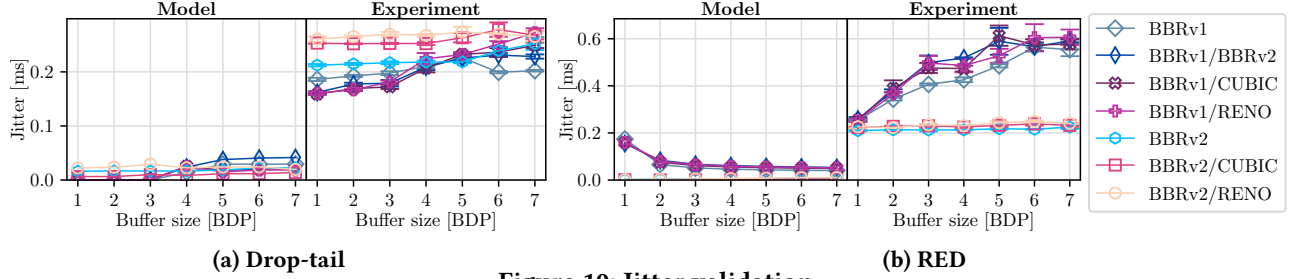 Model
Experiment
Jitter [ms]
0.2
0.1
0.0
1 2 3 4 5 6 7
1 2 3 4 5 6 7
Buffer size [BDP]
Buffer size [BDP]
(a) Drop-tail
Model
Experiment
Jitter [ms]
0.6
0.4
0.2
0.0
1 2 3 4 5 6 7
1 2 3 4 5 6 7
Buffer size [BDP]
Buffer size [BDP]
(b) RED
BBRv1
BBRv1/BBRv2
BBRv1/CUBIC
BBRv1/RENO
BBRv2
BBRv2/CUBIC
BBRv2/RENO